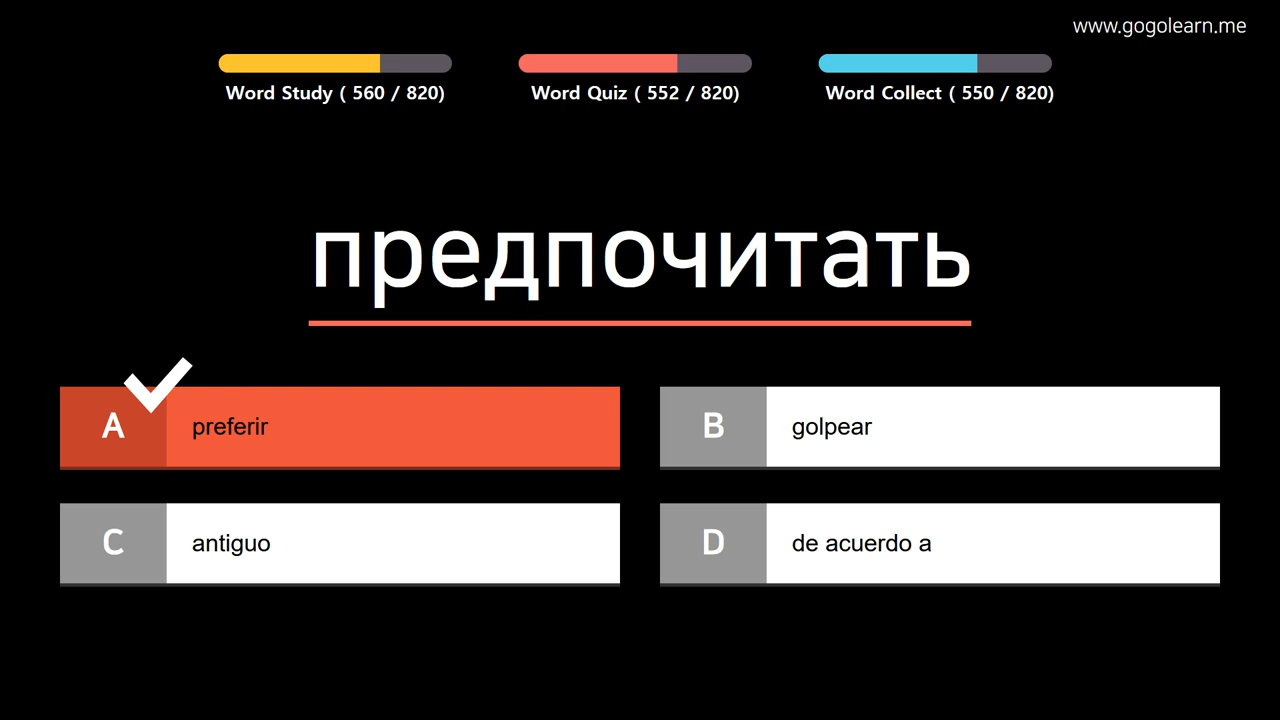 www.gogolearn.me
Word Study ( 560 / 820)
Word Quiz ( 552 / 820)
Word Collect ( 550 / 820)
предпочитать
A preferir
B golpear
C antiguo
D de acuerdo a